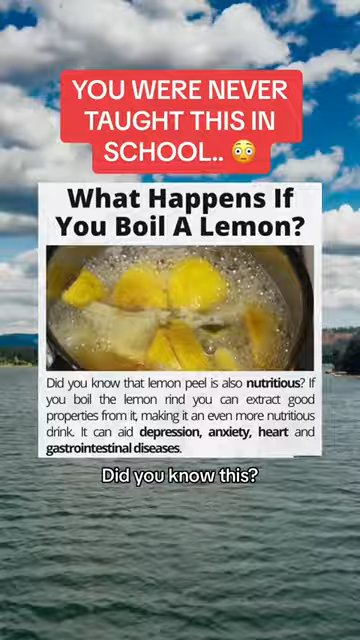 YOU WERE NEVER
TAUGHT THIS IN
SCHOOL.. 😳
What Happens If
You Boil A Lemon?
Did you know that lemon peel is also nutritious? If
you boil the lemon rind you can extract good
properties from it, making it an even more nutritious
drink. It can aid depression, anxiety, heart and
gastrointestinal diseases.
Did you know this?